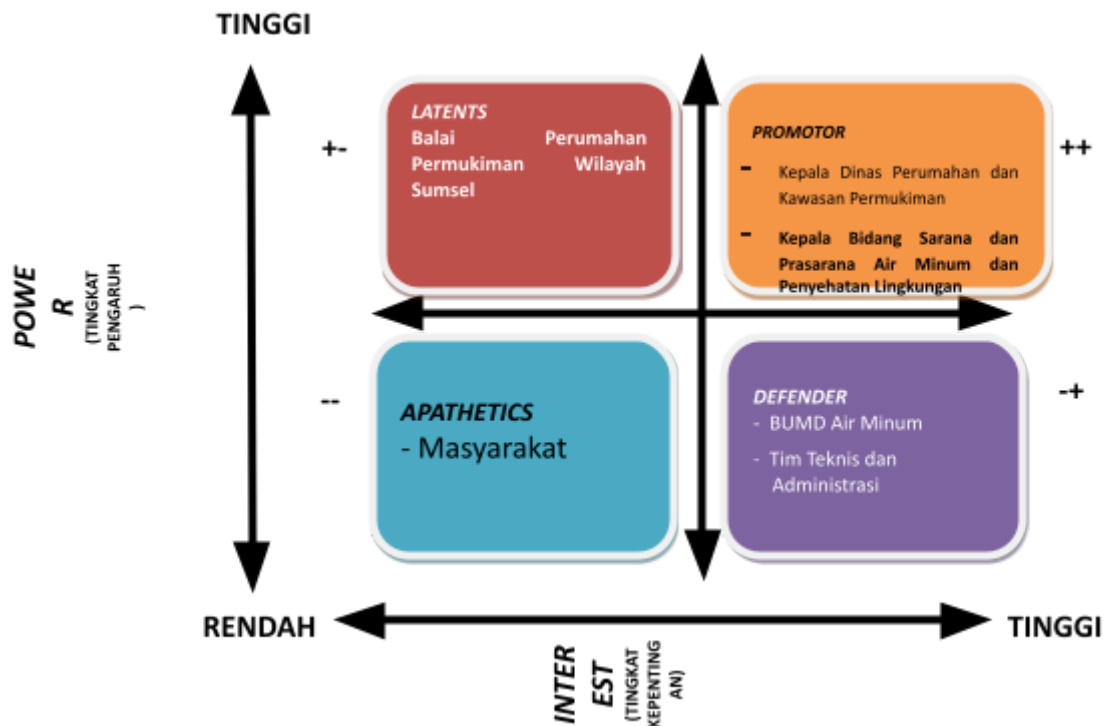 TINGGI
+-
LATENTS
Balai Perumahan
Permukiman Wilayah
Sumsel
PROMOTOR
- Kepala Dinas Perumahan dan
Kawasan Permukiman
- Kepala Bidang Sarana dan
Prasarana Air Minum dan
Penyehatan Lingkungan
++
POWE
R
(TINGKAT
PENGARUH
)
--
APATHETICS
- Masyarakat
DEFENDER
- BUMD Air Minum
- Tim Teknis dan
Administrasi
-+
RENDAH
TINGGI
INTER
EST
(TINGKAT
KEPENTING
AN)